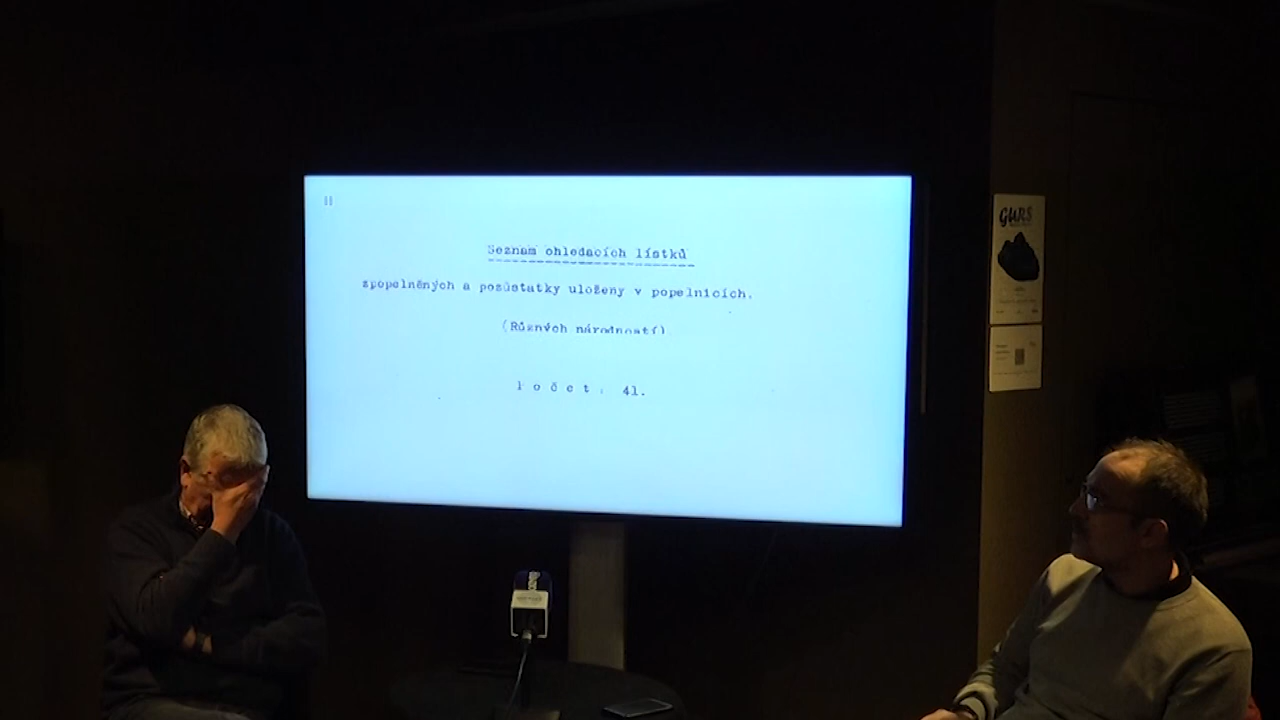 Seznam ohledacích lístků
zpopelněných a pozůstatky uloženy v popelnicích.
(Různých národností)
Počet: 41.
GURS